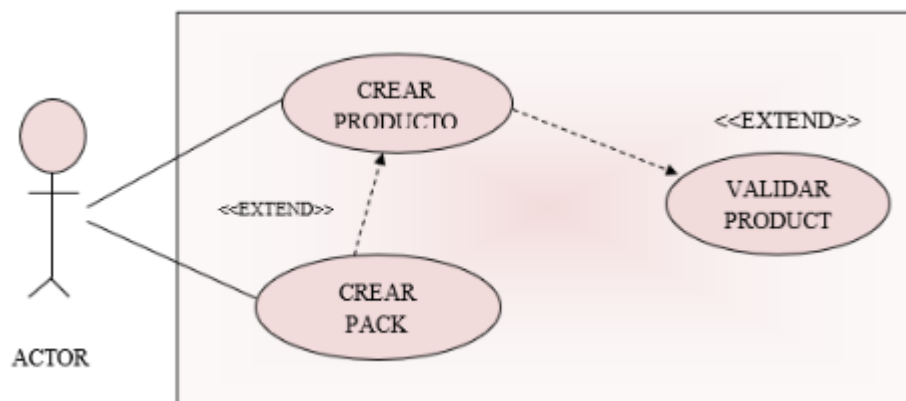 CREAR
PRODUCTO
<<EXTEND>>
VALIDAR
PRODUCT
<<EXTEND>>
CREAR
PACK
ACTOR